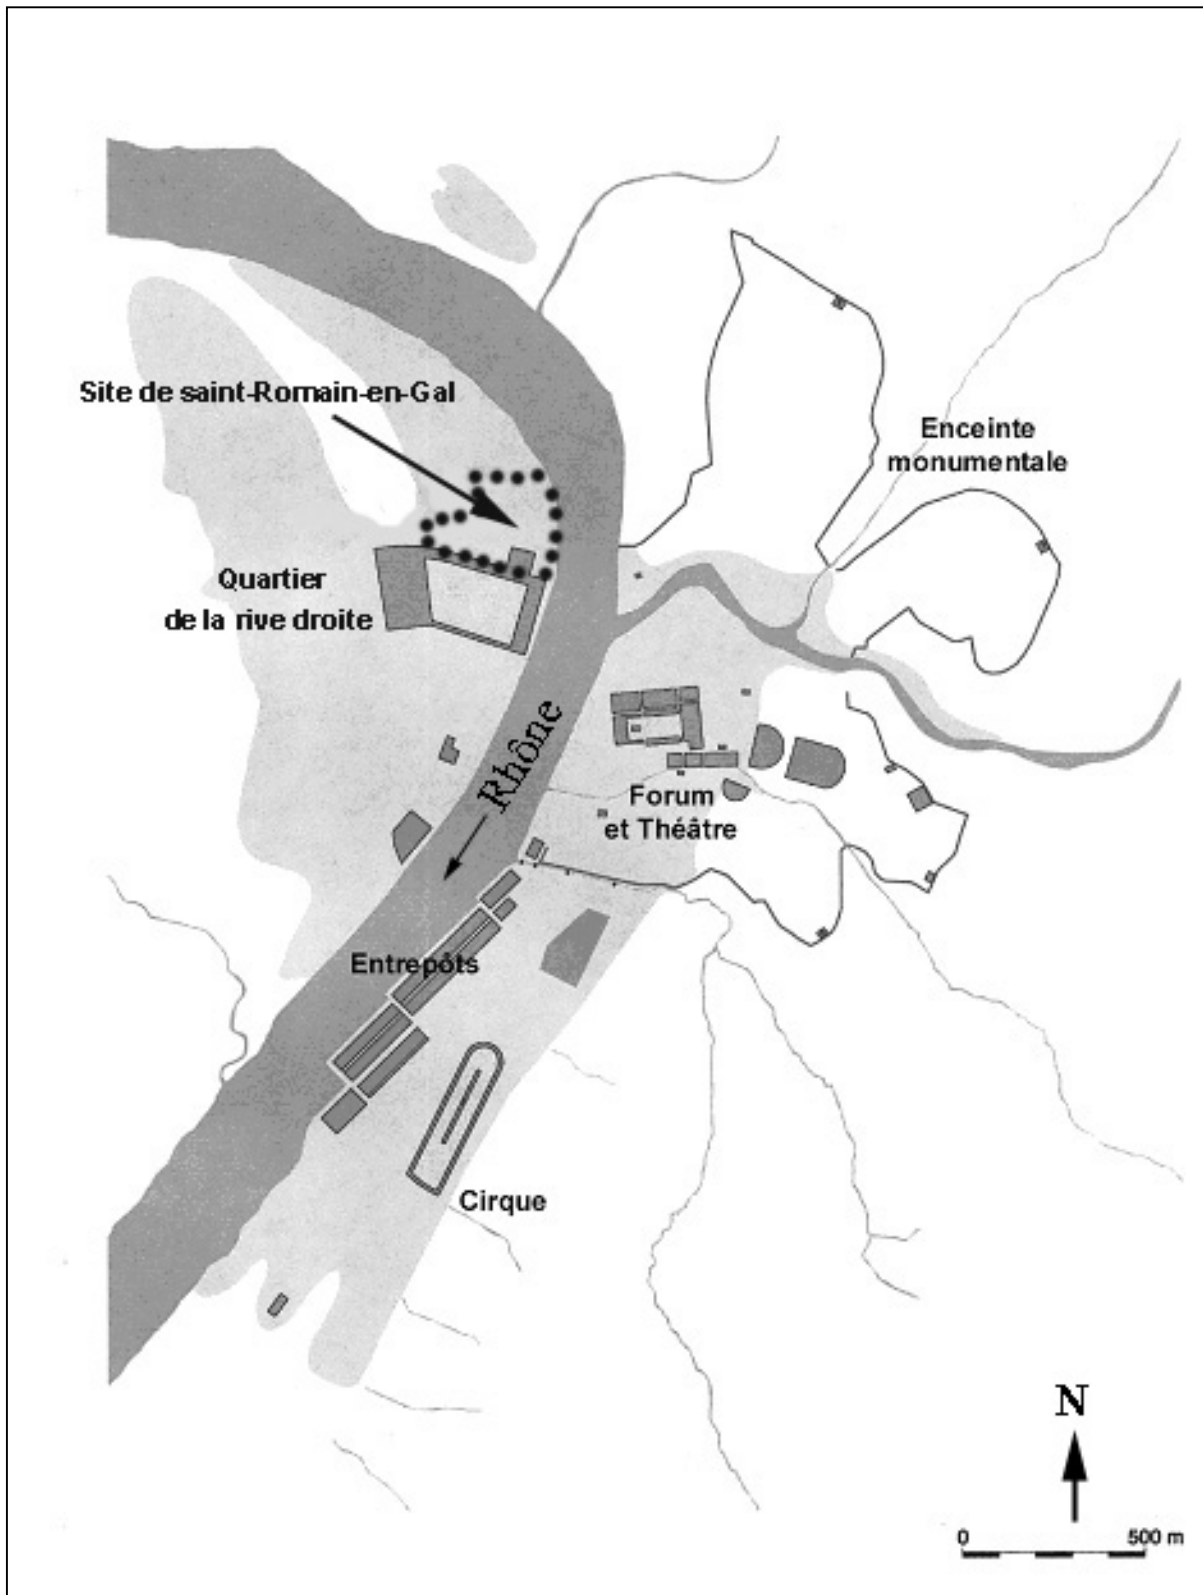 Site de saint-Romain-en-Gal
Enceinte
monumentale
Quartier
de la rive droite
Rhône
Forum
et Théâtre
Entrepôts
Cirque
N
0 500 m